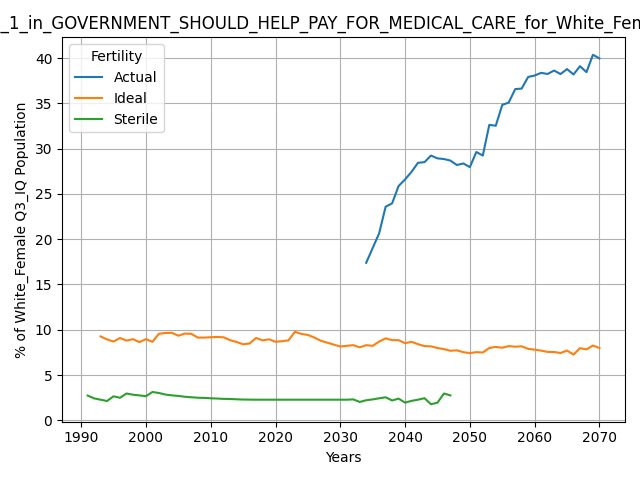 _1_in_GOVERNMENT_SHOULD_HELP_PAY_FOR_MEDICAL_CARE_for_White_Fem
Fertility
Actual
Ideal
Sterile
% of White_Female Q3_IQ Population
40
35
30
25
20
15
10
5
0
1990 2000 2010 2020 2030 2040 2050 2060 2070
Years